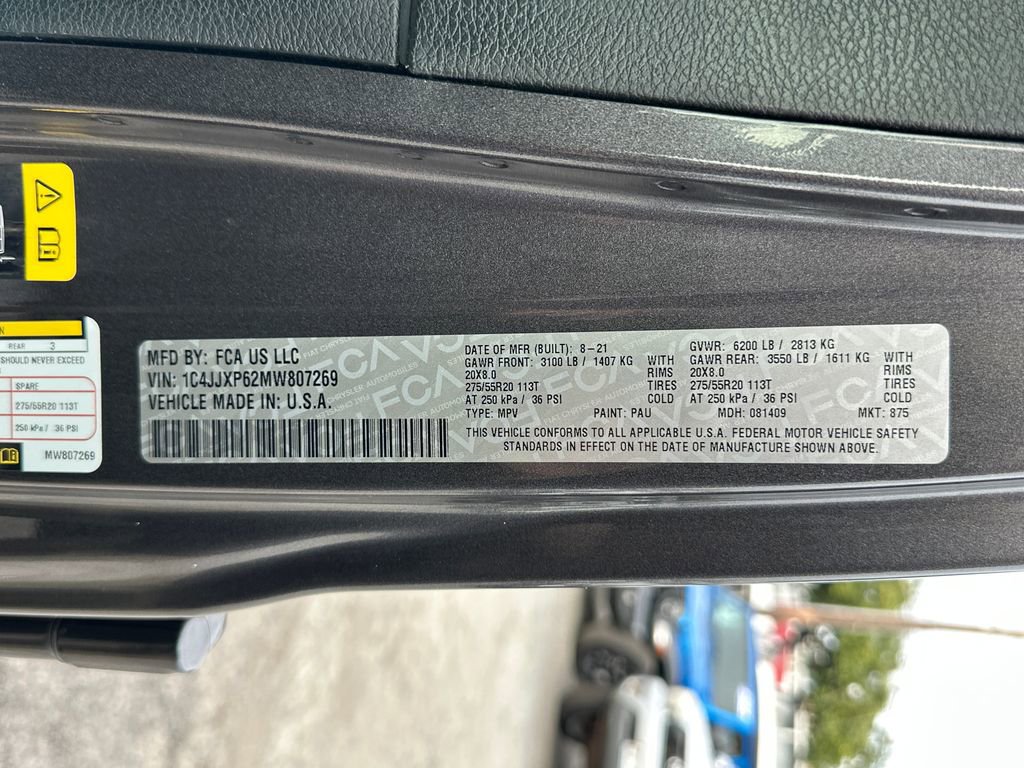 N
REAR 3
SHOULD NEVER EXCEED
SPARE
275/55R20 113T
250 kPa / 36 PSI
MW807269
MFD BY: FCA US LLC
VIN: 1C4JJXP62MW807269
VEHICLE MADE IN: U.S.A.
DATE OF MFR (BUILT): 8-21 GVWR: 6200 LB / 2813 KG
GAWR FRONT: 3100 LB / 1407 KG WITH GAWR REAR: 3550 LB / 1611 KG WITH
20X8.0 RIMS 20X8.0 RIMS
275/55R20 113T TIRES 275/55R20 113T TIRES
AT 250 kPa / 36 PSI COLD AT 250 kPa / 36 PSI COLD
TYPE: MPV PAINT: PAU MDH: 081409 MKT: 875
THIS VEHICLE CONFORMS TO ALL APPLICABLE U.S.A. FEDERAL MOTOR VEHICLE SAFETY
STANDARDS IN EFFECT ON THE DATE OF MANUFACTURE SHOWN ABOVE.